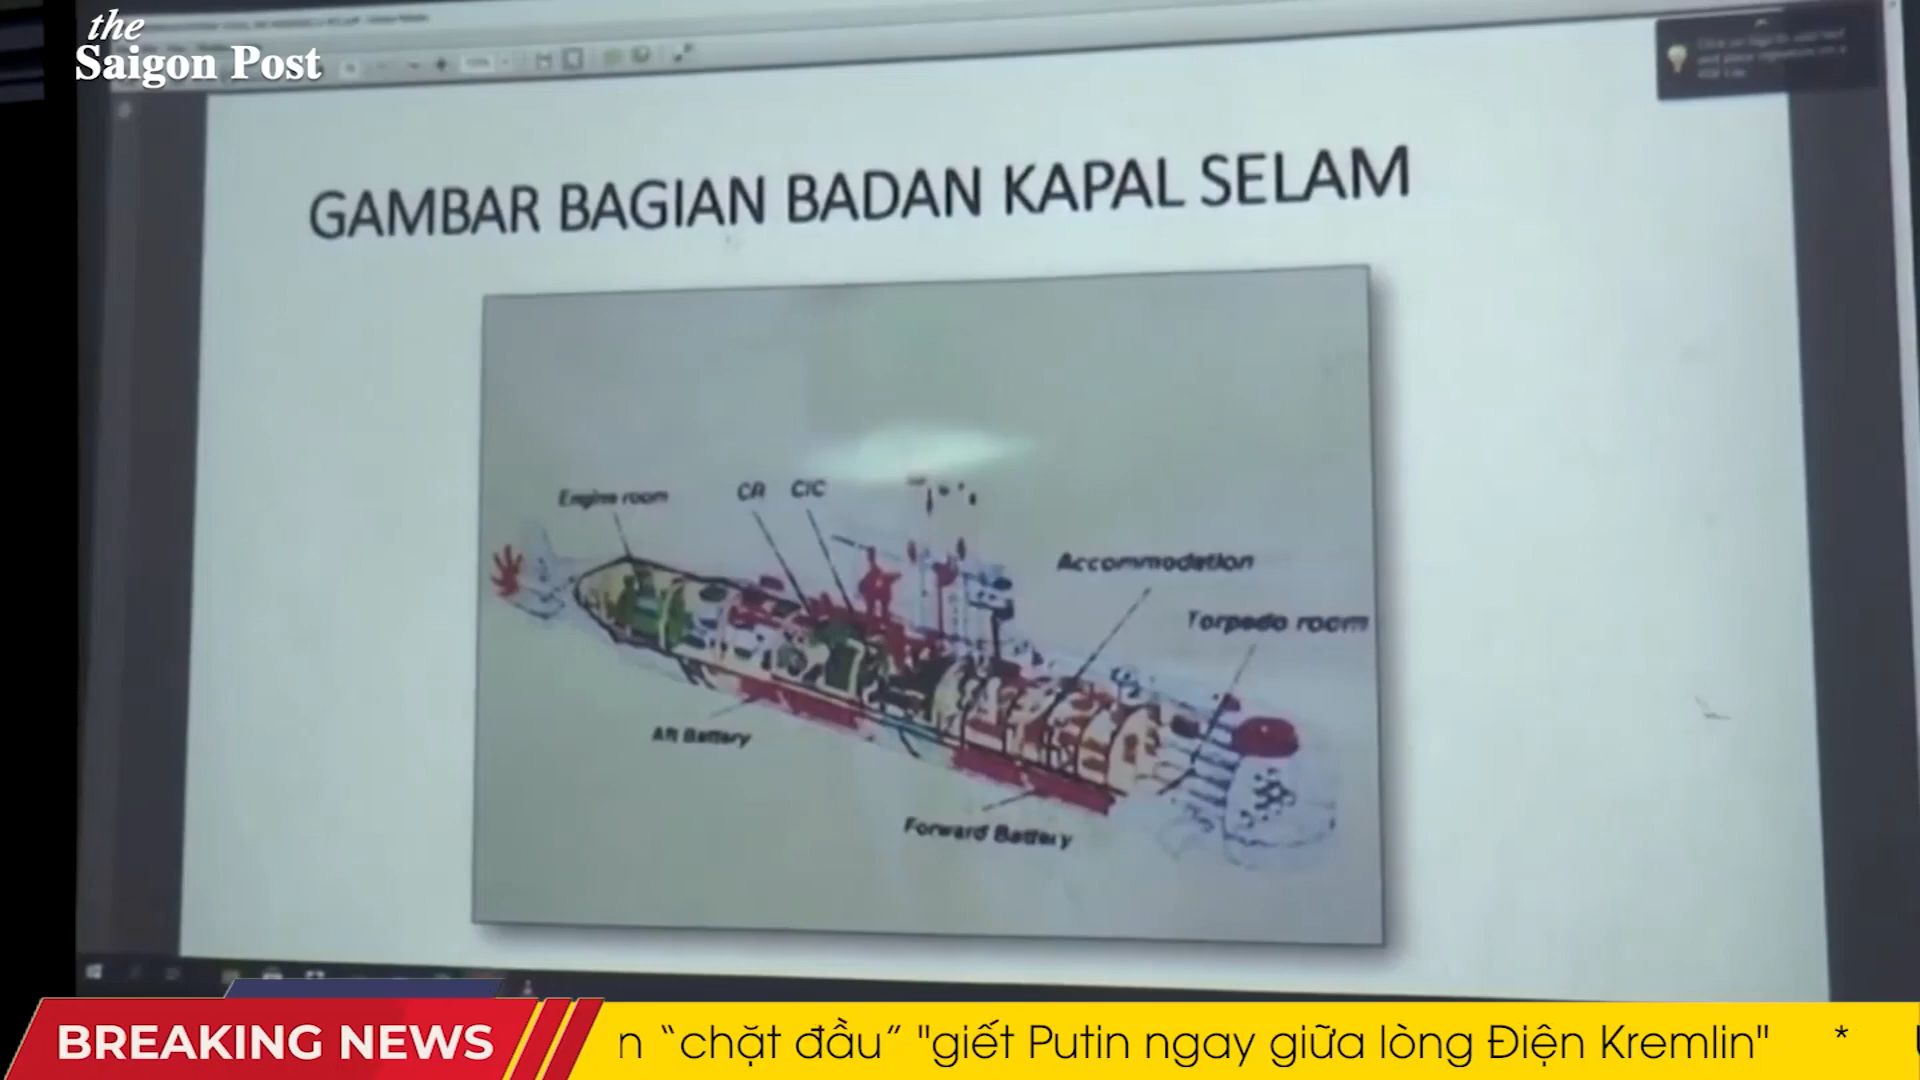 the
Saigon Post
GAMBAR BAGIAN BADAN KAPAL SELAM
Engine room
CR
CIC
Accommodation
Torpedo room
Aft Battery
Forward Battery
BREAKING NEWS
n “chặt đầu” "giết Putin ngay giữa lòng Điện Kremlin" *